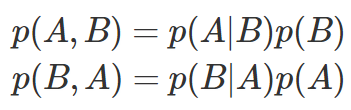 p(A, B) = p(A|B)p(B)
p(B, A) = p(B|A)p(A)